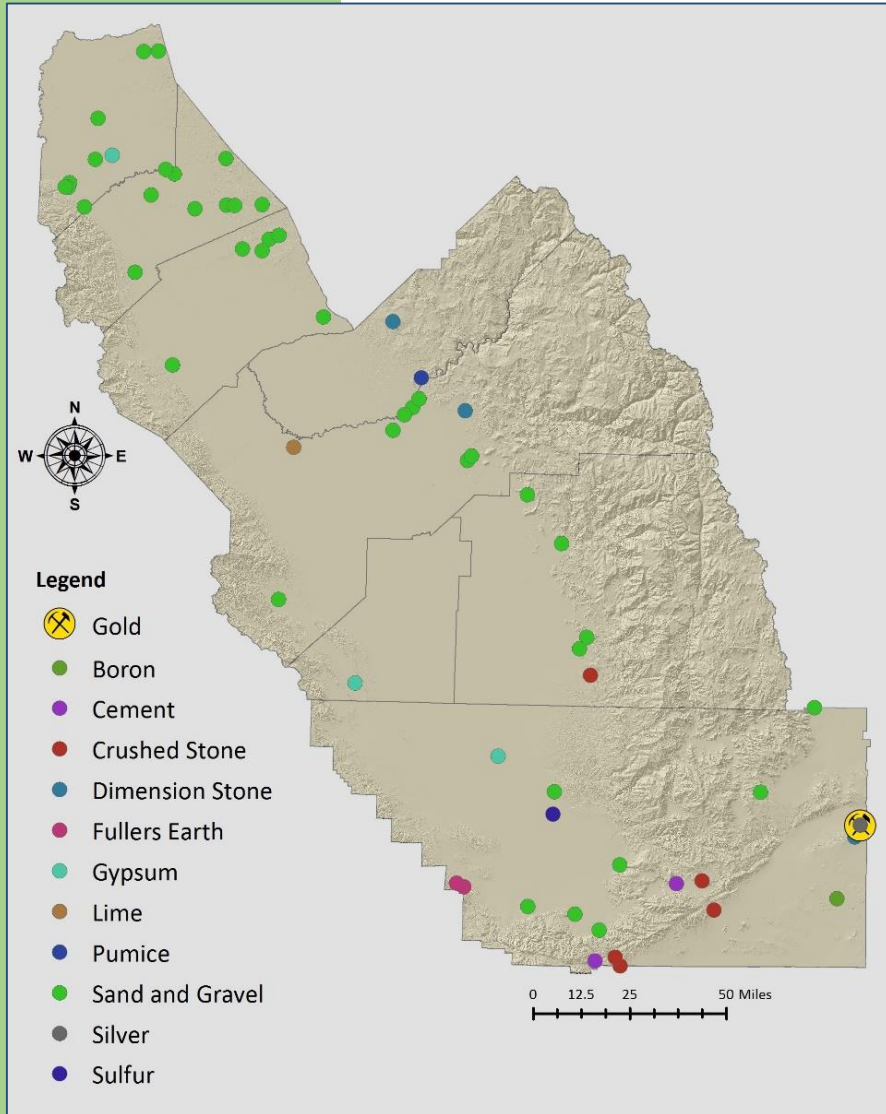 N
W E
S
Legend
Gold
Boron
Cement
Crushed Stone
Dimension Stone
Fullers Earth
Gypsum
Lime
Pumice
Sand and Gravel
Silver
Sulfur
0 12.5 25 50 Miles